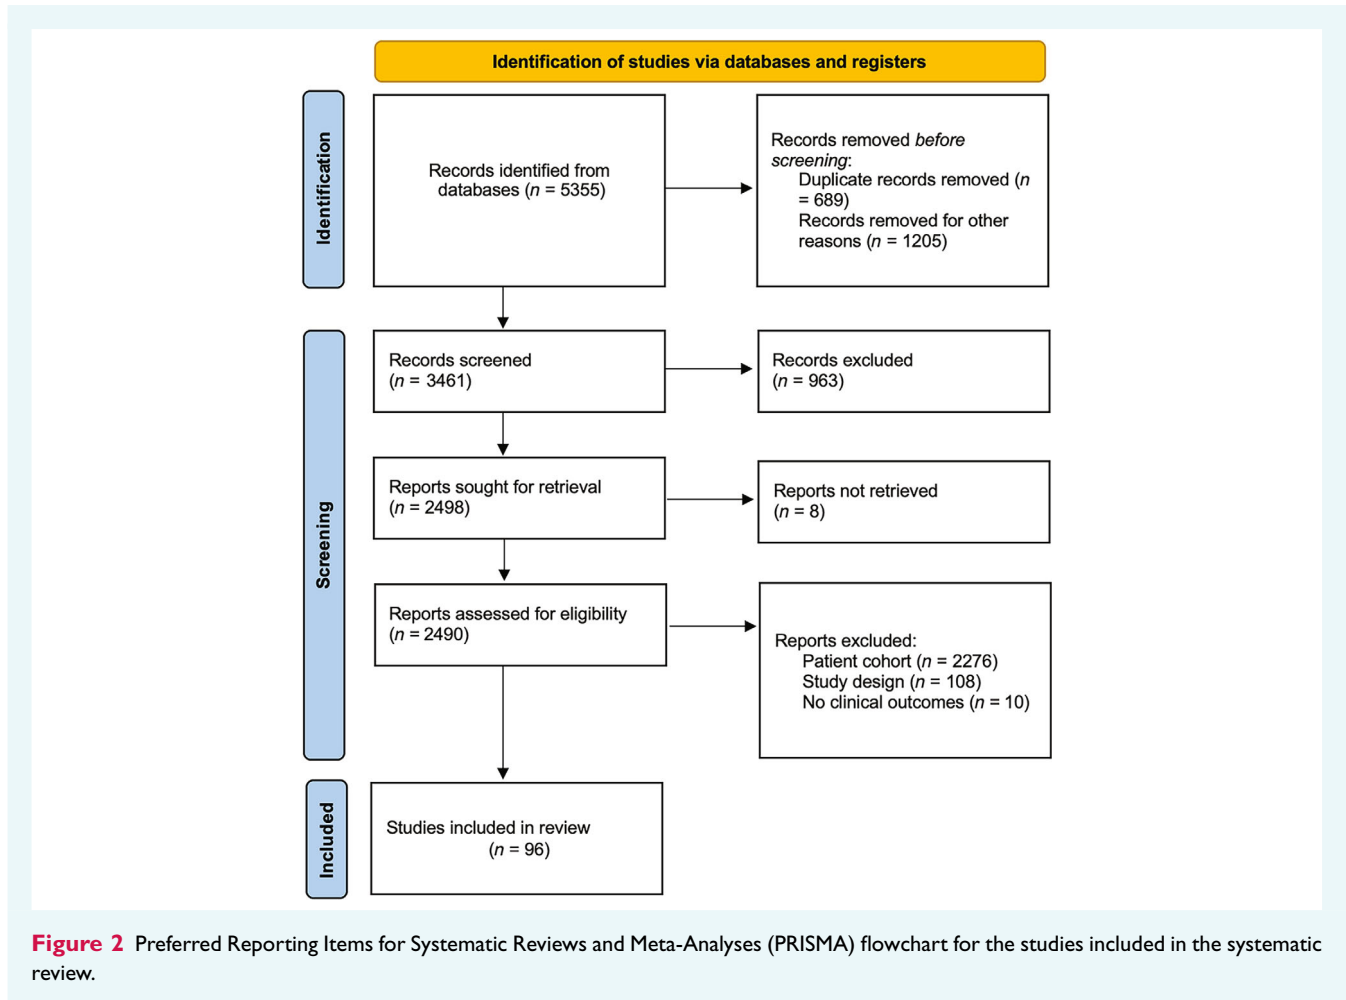 Identification of studies via databases and registers
Identification
Records identified from
databases (n = 5355)
Records removed before
screening:
Duplicate records removed (n
= 689)
Records removed for other
reasons (n = 1205)
Screening
Records screened
(n = 3461)
Records excluded
(n = 963)
Reports sought for retrieval
(n = 2498)
Reports not retrieved
(n = 8)
Reports assessed for eligibility
(n = 2490)
Reports excluded:
Patient cohort (n = 2276)
Study design (n = 108)
No clinical outcomes (n = 10)
Included
Studies included in review
(n = 96)
Figure 2 Preferred Reporting Items for Systematic Reviews and Meta-Analyses (PRISMA) flowchart for the studies included in the systematic
review.